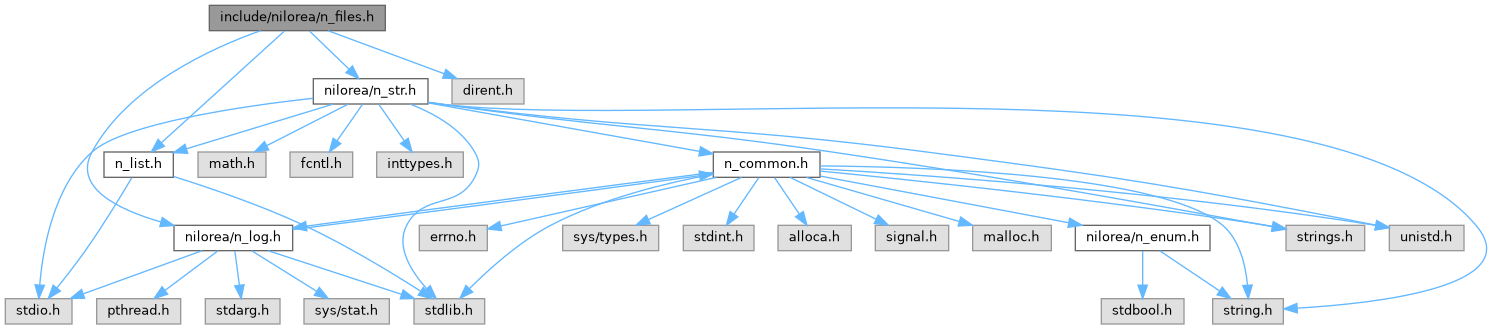 include/nilorea/n_files.h
nilorea/n_str.h
dirent.h
n_list.h
math.h
fcntl.h
inttypes.h
n_common.h
nilorea/n_log.h
errno.h
sys/types.h
stdint.h
alloca.h
signal.h
malloc.h
nilorea/n_enum.h
strings.h
unistd.h
stdio.h
pthread.h
stdarg.h
sys/stat.h
stdlib.h
stdbool.h
string.h